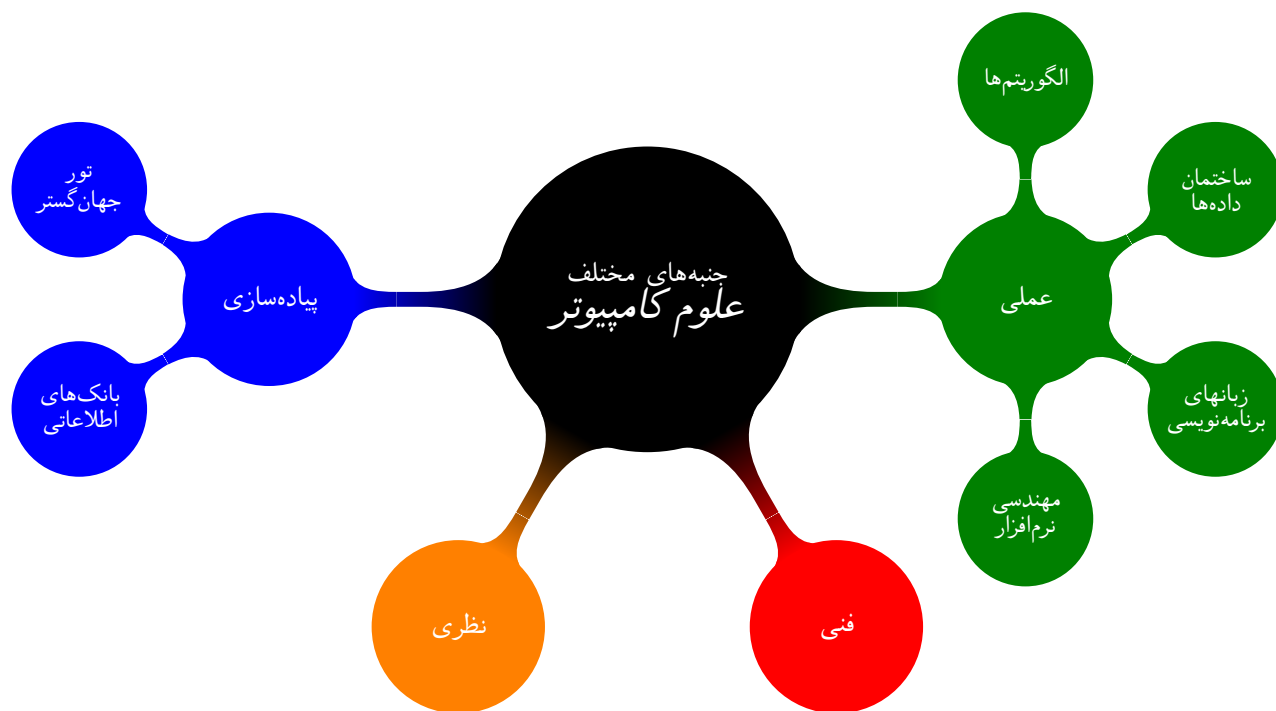 جنبه‌های مختلف
علوم کامپیوتر
عملی
الگوریتم‌ها
ساختمان
داده‌ها
زبانهای
برنامه‌نویسی
مهندسی
نرم‌افزار
پیاده‌سازی
تور
جهان‌گستر
بانک‌های
اطلاعاتی
فنی
نظری